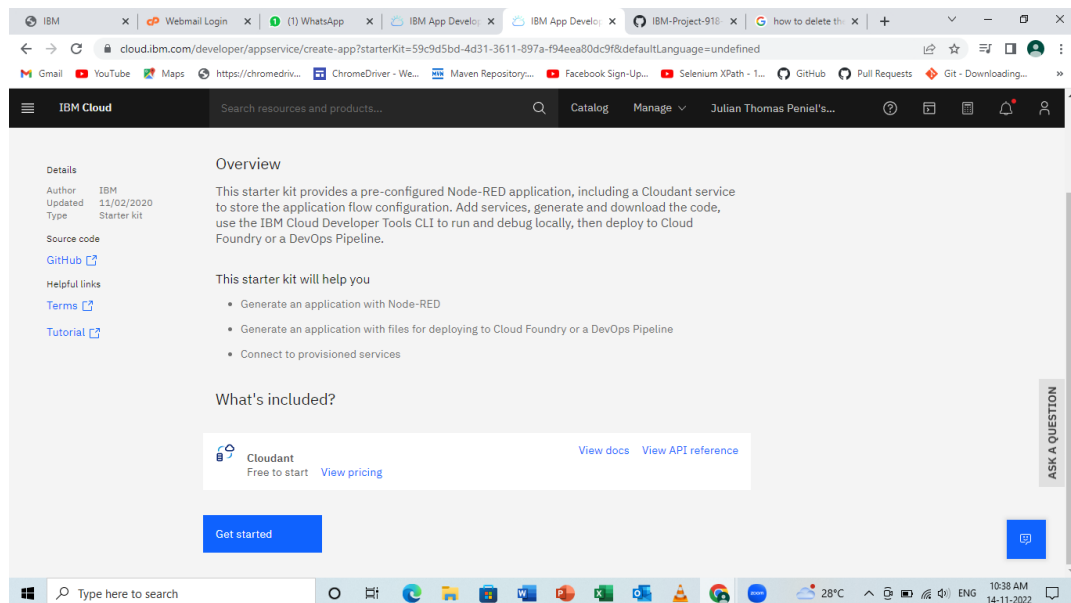 IBM
Webmail Login
(1) WhatsApp
IBM App Develop
IBM App Develop
IBM-Project-918
how to delete the
cloud.ibm.com/developer/appservice/create-app?starterKit=59c9d5bd-4d31-3611-897a-f94eea80dc9f&defaultLanguage=undefined
Gmail
YouTube
Maps
https://chromedriv...
ChromeDriver - We...
Maven Repository:...
Facebook Sign-Up...
Selenium XPath - 1...
GitHub
Pull Requests
Git - Downloading...
IBM Cloud
Search resources and products...
Catalog
Manage
Julian Thomas Peniel's...
Details
Author IBM
Updated 11/02/2020
Type Starter kit
Source code
GitHub
Helpful links
Terms
Tutorial
Overview
This starter kit provides a pre-configured Node-RED application, including a Cloudant service
to store the application flow configuration. Add services, generate and download the code,
use the IBM Cloud Developer Tools CLI to run and debug locally, then deploy to Cloud
Foundry or a DevOps Pipeline.
This starter kit will help you
Generate an application with Node-RED
Generate an application with files for deploying to Cloud Foundry or a DevOps Pipeline
Connect to provisioned services
What's included?
Cloudant
Free to start View pricing
View docs View API reference
Get started
ASK A QUESTION
Type here to search
28°C
ENG
10:38 AM
14-11-2022